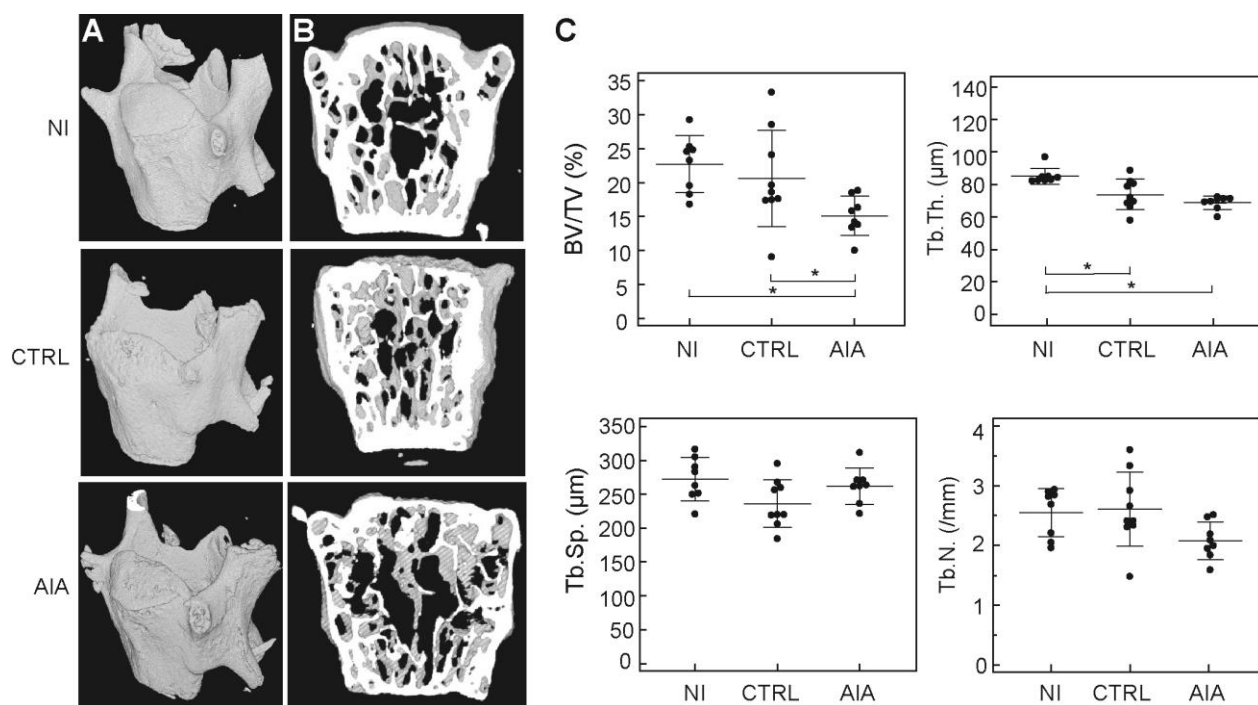 A
B
C
NI
CTRL
AIA
BV/TV (%)
35
30
25
20
15
10
5
0
*
*
NI CTRL AIA
Tb.Th. (μm)
140
120
100
80
60
40
20
0
*
*
NI CTRL AIA
Tb.Sp. (μm)
350
300
250
200
150
100
50
0
NI CTRL AIA
Tb.N. (/mm)
4
3
2
1
0
NI CTRL AIA